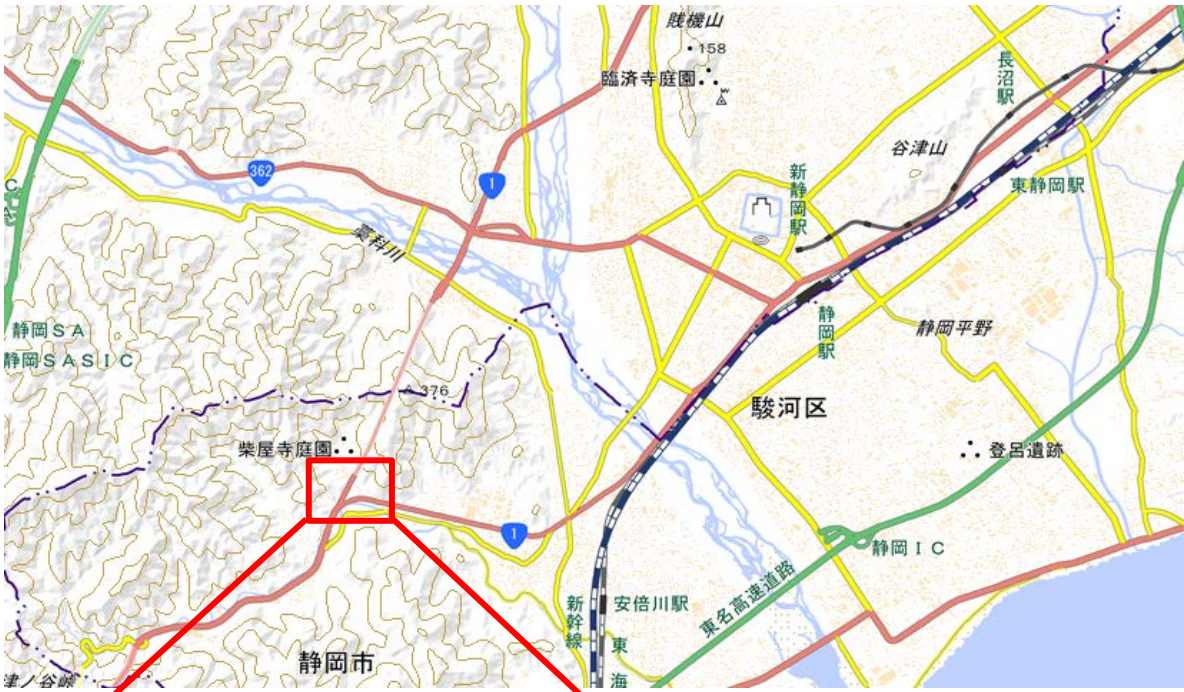 賤機山
158
臨済寺庭園
長沼駅
谷津山
新静岡駅
東静岡駅
362
1
藁科川
静岡SA
静岡SASIC
静岡駅
静岡平野
376
駿河区
柴屋寺庭園
登呂遺跡
1
静岡IC
東名高速道路
安倍川駅
新幹線
東海
静岡市
津ノ谷峠